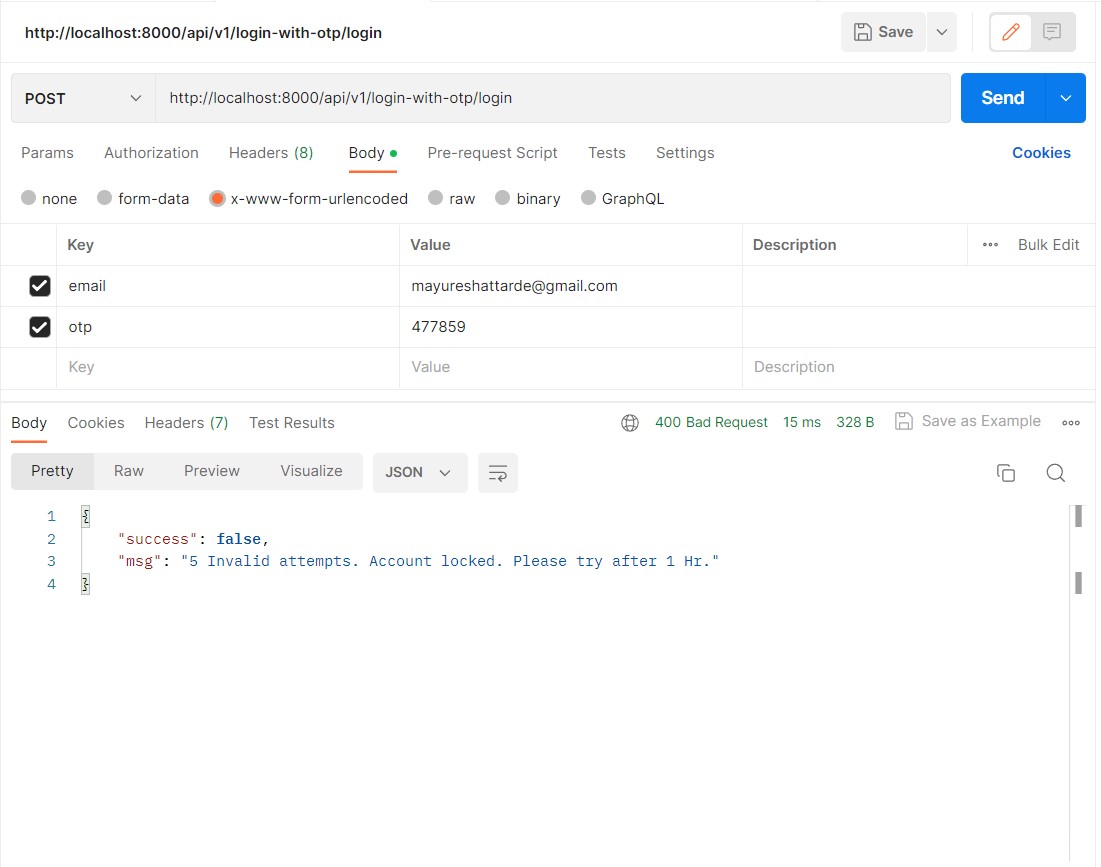 http://localhost:8000/api/v1/login-with-otp/login Save
POST http://localhost:8000/api/v1/login-with-otp/login Send
Params Authorization Headers (8) Body Pre-request Script Tests Settings Cookies
none form-data x-www-form-urlencoded raw binary GraphQL
Key Value Description Bulk Edit
email mayureshattarde@gmail.com
otp 477859
Key Value Description
Body Cookies Headers (7) Test Results 400 Bad Request 15 ms 328 B Save as Example
Pretty Raw Preview Visualize JSON
1 {
2 "success": false,
3 "msg": "5 Invalid attempts. Account locked. Please try after 1 Hr."
4 }